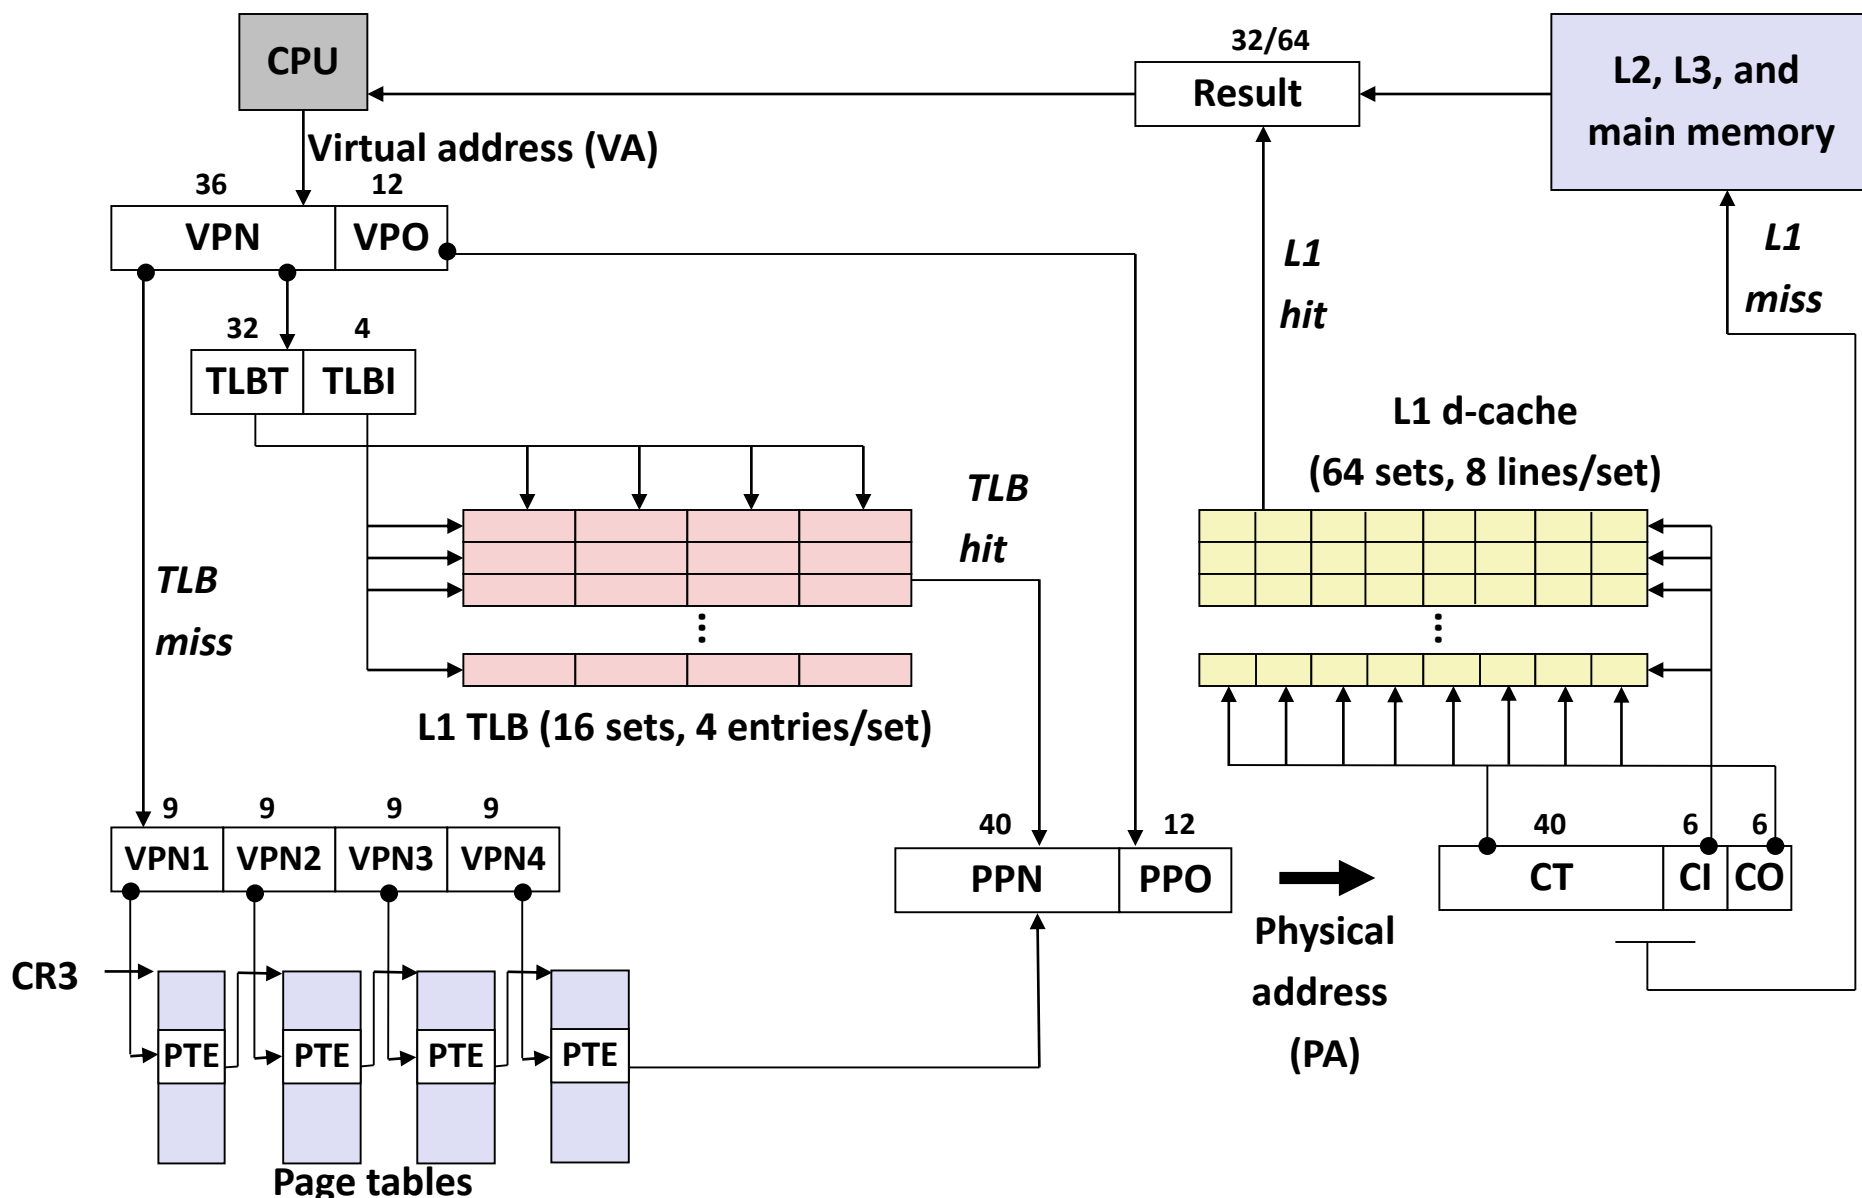 CPU
32/64
Result
L2, L3, and
main memory
Virtual address (VA)
36
12
VPN
VPO
L1
hit
L1
miss
32
4
TLBT
TLBI
L1 d-cache
(64 sets, 8 lines/set)
TLB
hit
TLB
miss
...
...
L1 TLB (16 sets, 4 entries/set)
9
9
9
9
VPN1
VPN2
VPN3
VPN4
40
12
PPN
PPO
40
6
6
CT
CI
CO
Physical
address
(PA)
CR3
PTE
PTE
PTE
PTE
Page tables